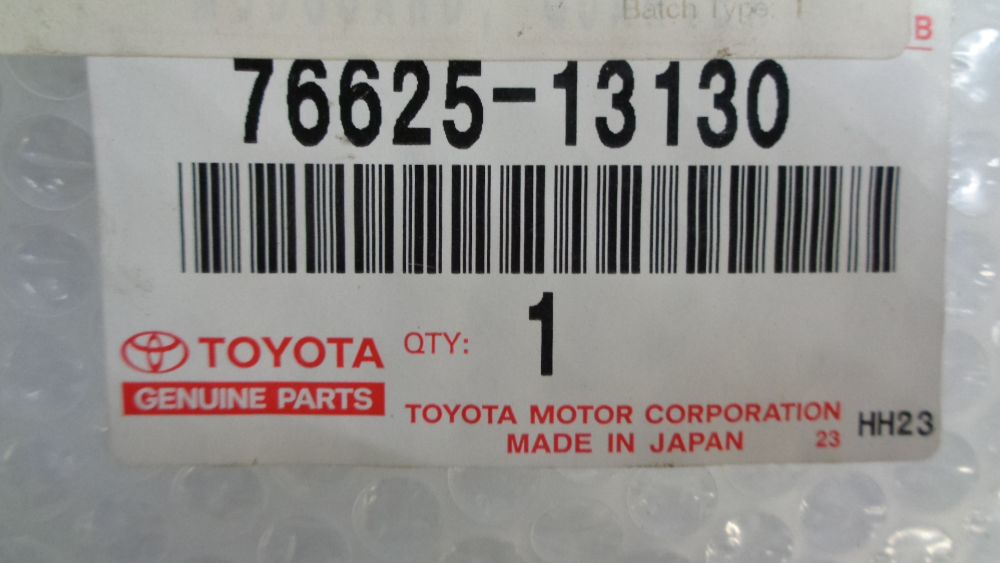 Batch Type: 1
B
76625-13130
1
TOYOTA QTY:
GENUINE PARTS
TOYOTA MOTOR CORPORATION
MADE IN JAPAN 23 HH23